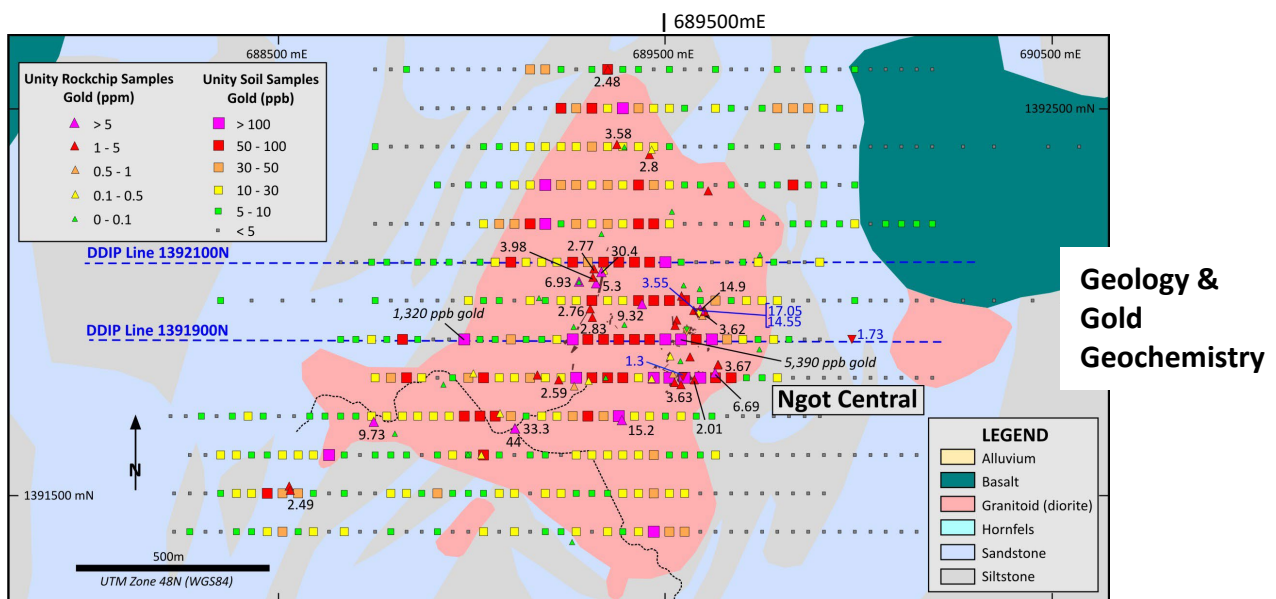 689500mE
688500 mE
689500 mE
690500 mE
Unity Rockchip Samples
Gold (ppm)
> 5
1 - 5
0.5 - 1
0.1 - 0.5
0 - 0.1
Unity Soil Samples
Gold (ppb)
> 100
50 - 100
30 - 50
10 - 30
5 - 10
< 5
2.48
1392500 mN
3.58
2.8
DDIP Line 1392100N
3.98
2.77
30.4
6.93
5.3
3.55
14.9
1,320 ppb gold
2.76
9.32
17.05
14.55
DDIP Line 1391900N
2.83
3.62
1.73
5,390 ppb gold
1.3
3.67
2.59
3.63
6.69
Ngot Central
2.01
9.73
33.3
44
15.2
N
1391500 mN
2.49
500m
UTM Zone 48N (WGS84)
LEGEND
Alluvium
Basalt
Granitoid (diorite)
Hornfels
Sandstone
Siltstone
Geology &
Gold
Geochemistry